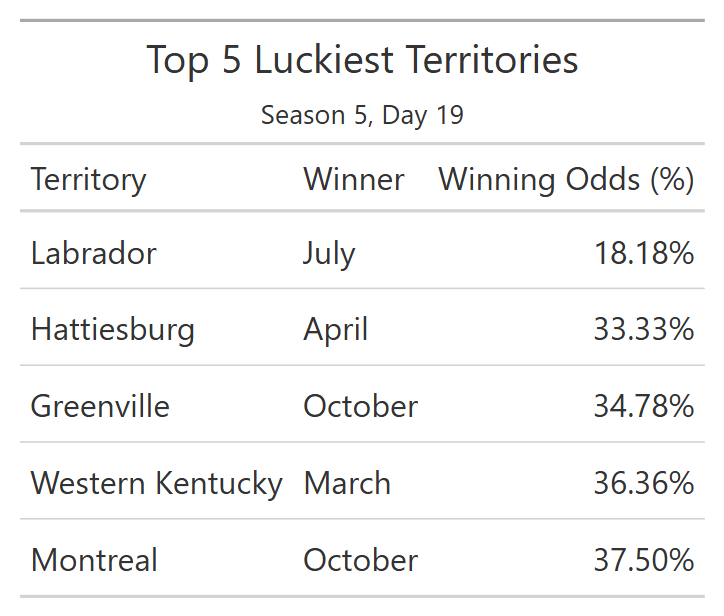 Top 5 Luckiest Territories
Season 5, Day 19
Territory Winner Winning Odds (%)
Labrador July 18.18%
Hattiesburg April 33.33%
Greenville October 34.78%
Western Kentucky March 36.36%
Montreal October 37.50%